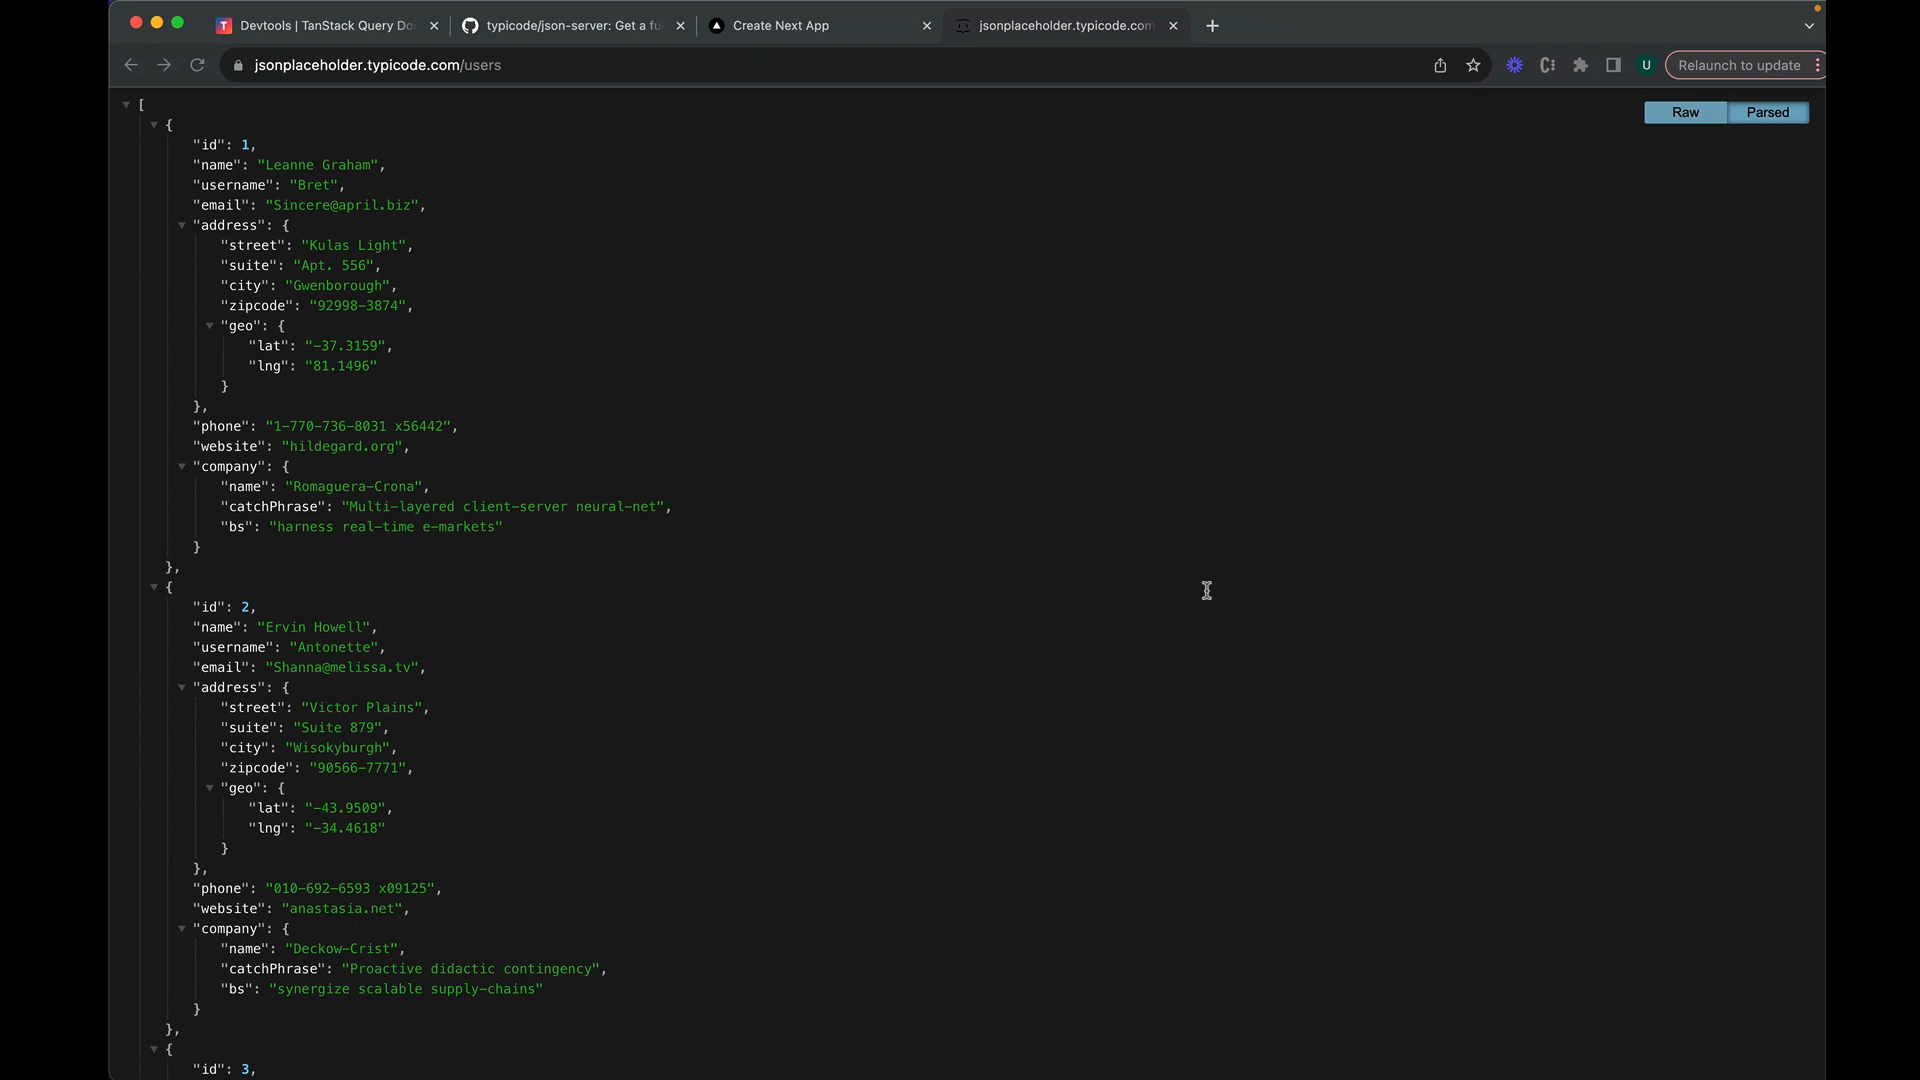 Devtools | TanStack Query Do
typicode/json-server: Get a fu
Create Next App
jsonplaceholder.typicode.com
jsonplaceholder.typicode.com/users
U
Relaunch to update
Raw
Parsed
[
{
"id": 1,
"name": "Leanne Graham",
"username": "Bret",
"email": "Sincere@april.biz",
"address": {
"street": "Kulas Light",
"suite": "Apt. 556",
"city": "Gwenborough",
"zipcode": "92998-3874",
"geo": {
"lat": "-37.3159",
"lng": "81.1496"
}
},
"phone": "1-770-736-8031 x56442",
"website": "hildegard.org",
"company": {
"name": "Romaguera-Crona",
"catchPhrase": "Multi-layered client-server neural-net",
"bs": "harness real-time e-markets"
}
},
{
"id": 2,
"name": "Ervin Howell",
"username": "Antonette",
"email": "Shanna@melissa.tv",
"address": {
"street": "Victor Plains",
"suite": "Suite 879",
"city": "Wisokyburgh",
"zipcode": "90566-7771",
"geo": {
"lat": "-43.9509",
"lng": "-34.4618"
}
},
"phone": "010-692-6593 x09125",
"website": "anastasia.net",
"company": {
"name": "Deckow-Crist",
"catchPhrase": "Proactive didactic contingency",
"bs": "synergize scalable supply-chains"
}
},
{
"id": 3,